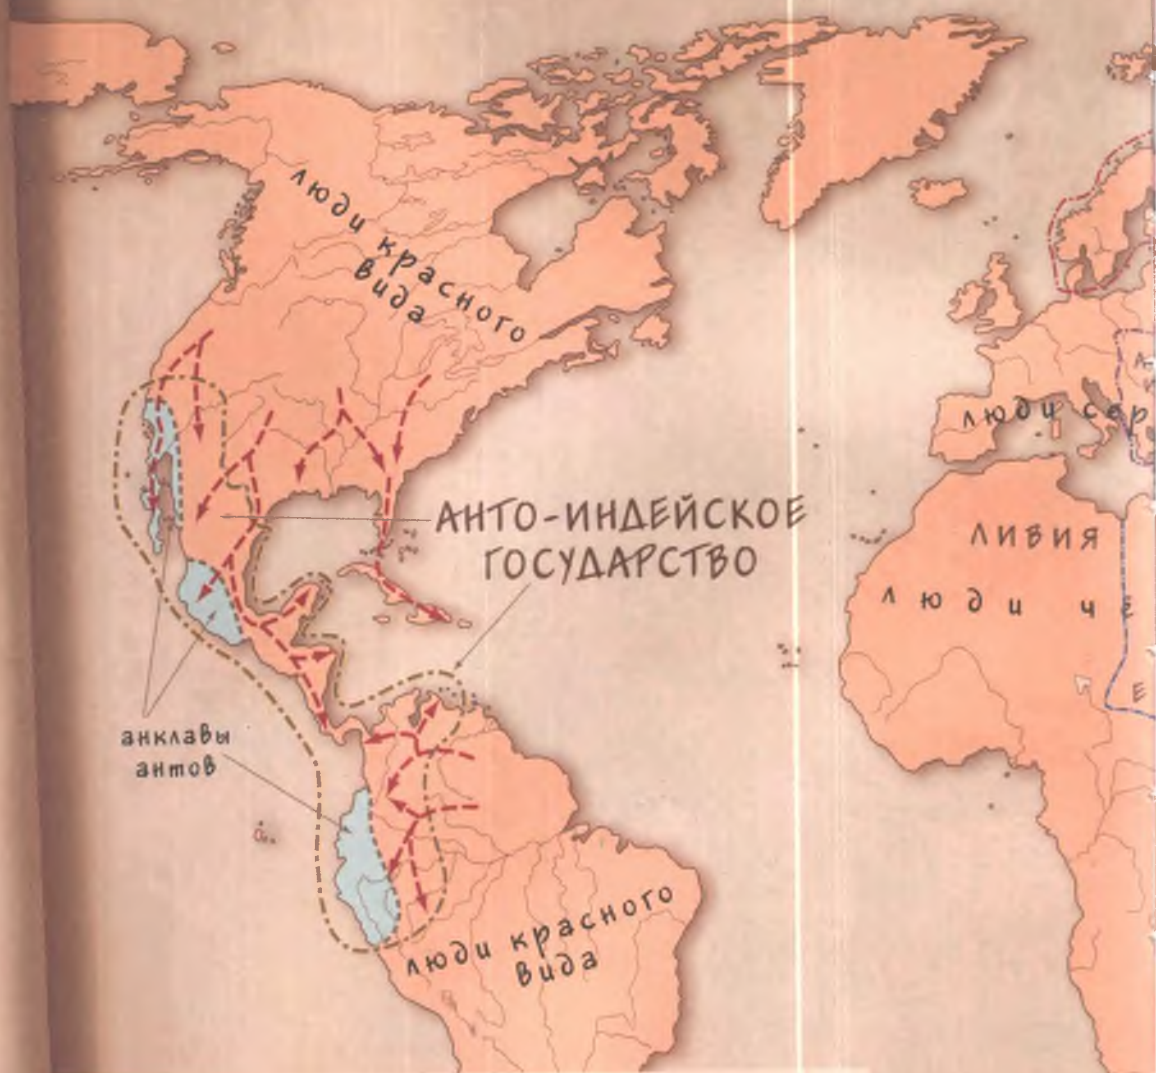 люди красного
вида
люди сер
АНТО-ИНДЕЙСКОЕ
ГОСУДАРСТВО
ЛИВИЯ
люди че
Е
анклавы
антов
люди красного
вида